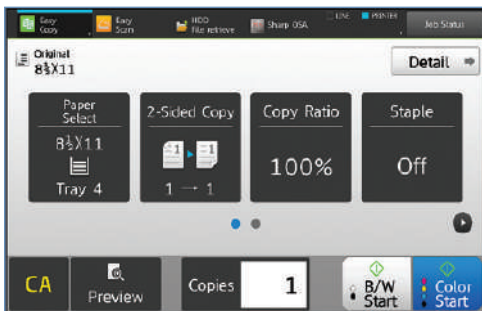 Easy Copy
Easy Scan
HDD File retrieve
Sharp OSA
LINE
PRINTER
Job Status
Original
8½X11
Detail
Paper Select
8½X11
Tray 4
2-Sided Copy
1
1
1 → 1
Copy Ratio
100%
Staple
Off
CA
Preview
Copies
1
B/W Start
Color Start